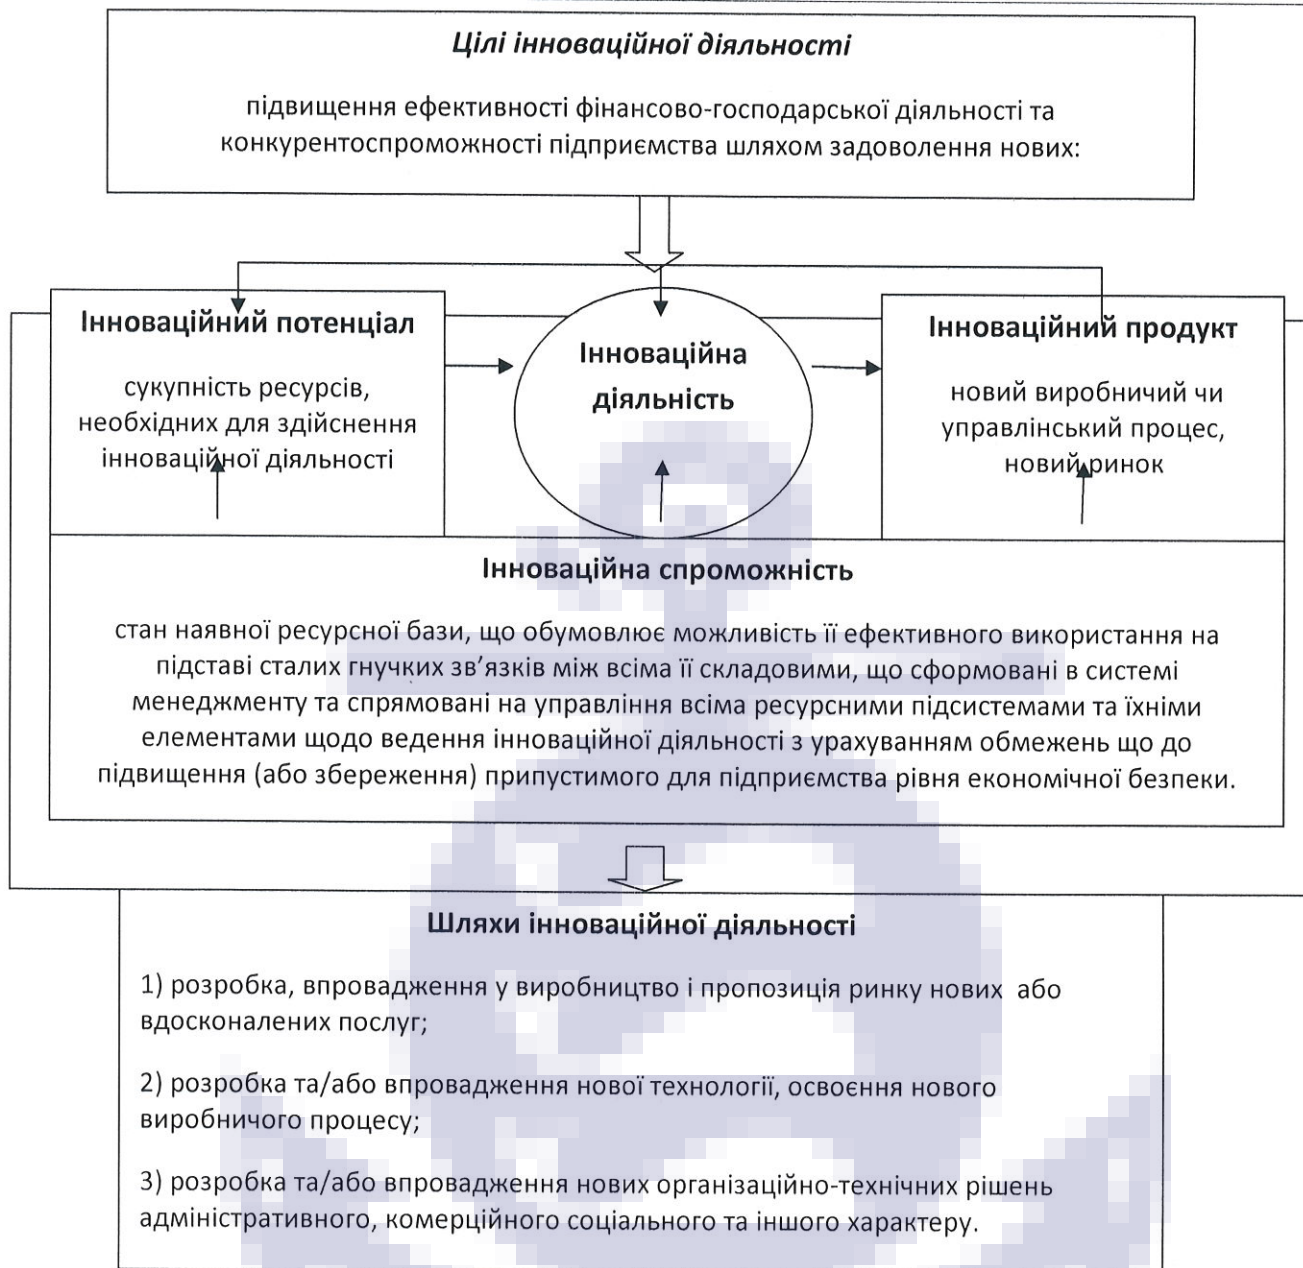 Цілі інноваційної діяльності
підвищення ефективності фінансово-господарської діяльності та
конкурентоспроможності підприємства шляхом задоволення нових:
Інноваційний потенціал
сукупність ресурсів,
необхідних для здійснення
інноваційної діяльності
Інноваційна
діяльність
Інноваційний продукт
новий виробничий чи
управлінський процес,
новий ринок
Інноваційна спроможність
стан наявної ресурсної бази, що обумовлює можливість її ефективного використання на
підставі сталих гнучких зв’язків між всіма її складовими, що сформовані в системі
менеджменту та спрямовані на управління всіма ресурсними підсистемами та їхніми
елементами щодо ведення інноваційної діяльності з урахуванням обмежень що до
підвищення (або збереження) припустимого для підприємства рівня економічної безпеки.
Шляхи інноваційної діяльності
1) розробка, впровадження у виробництво і пропозиція ринку нових або
вдосконалених послуг;
2) розробка та/або впровадження нової технології, освоєння нового
виробничого процесу;
3) розробка та/або впровадження нових організаційно-технічних рішень
адміністративного, комерційного соціального та іншого характеру.